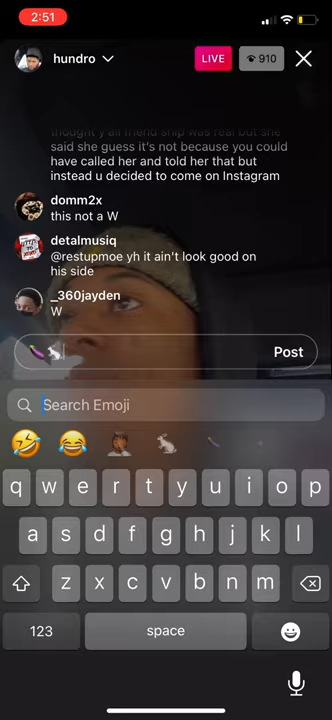 2:51
hundro
LIVE
910
thought y'all friend ship was real but she
said she guess it's not because you could
have called her and told her that but
instead u decided to come on Instagram
domm2x
this not a W
detalmusiq
@restupmoe yh it ain't look good on
his side
_360jayden
W
Post
Search Emoji
q w e r t y u i o p
a s d f g h j k l
z x c v b n m
123
space